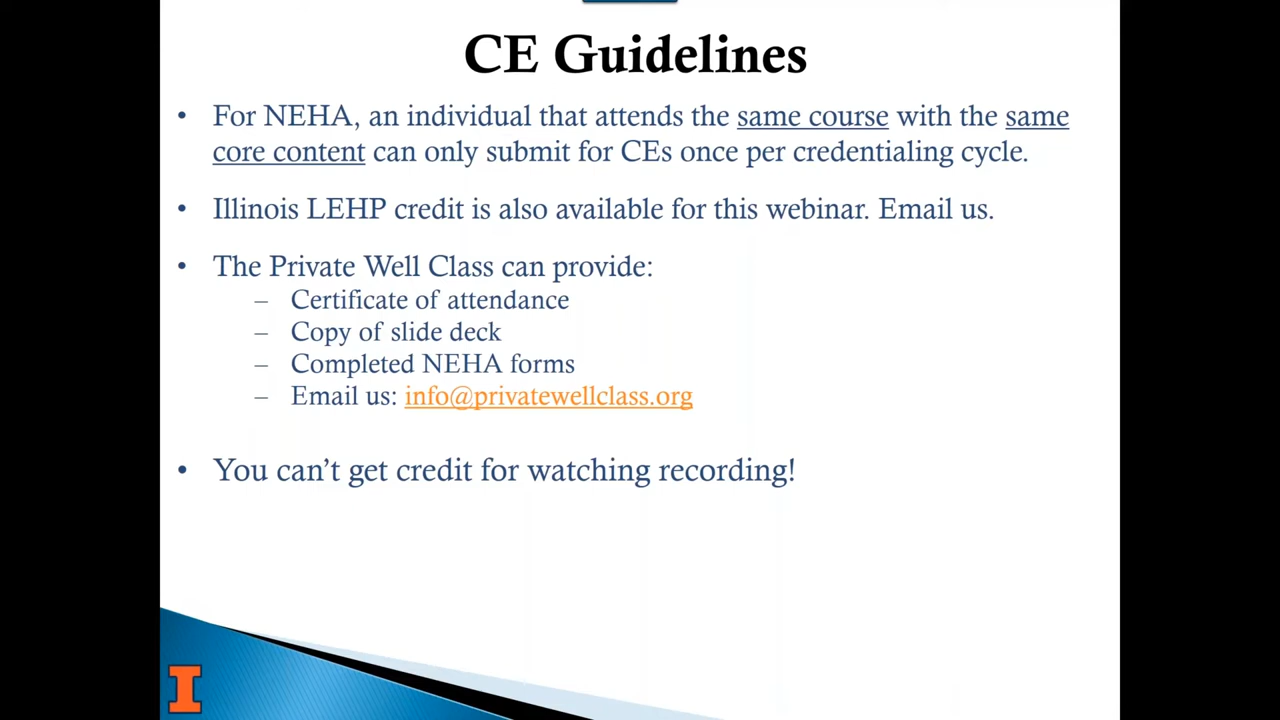 CE Guidelines
• For NEHA, an individual that attends the same course with the same
core content can only submit for CEs once per credentialing cycle.
• Illinois LEHP credit is also available for this webinar. Email us.
• The Private Well Class can provide:
– Certificate of attendance
– Copy of slide deck
– Completed NEHA forms
– Email us: info@privatewellclass.org
• You can’t get credit for watching recording!
I